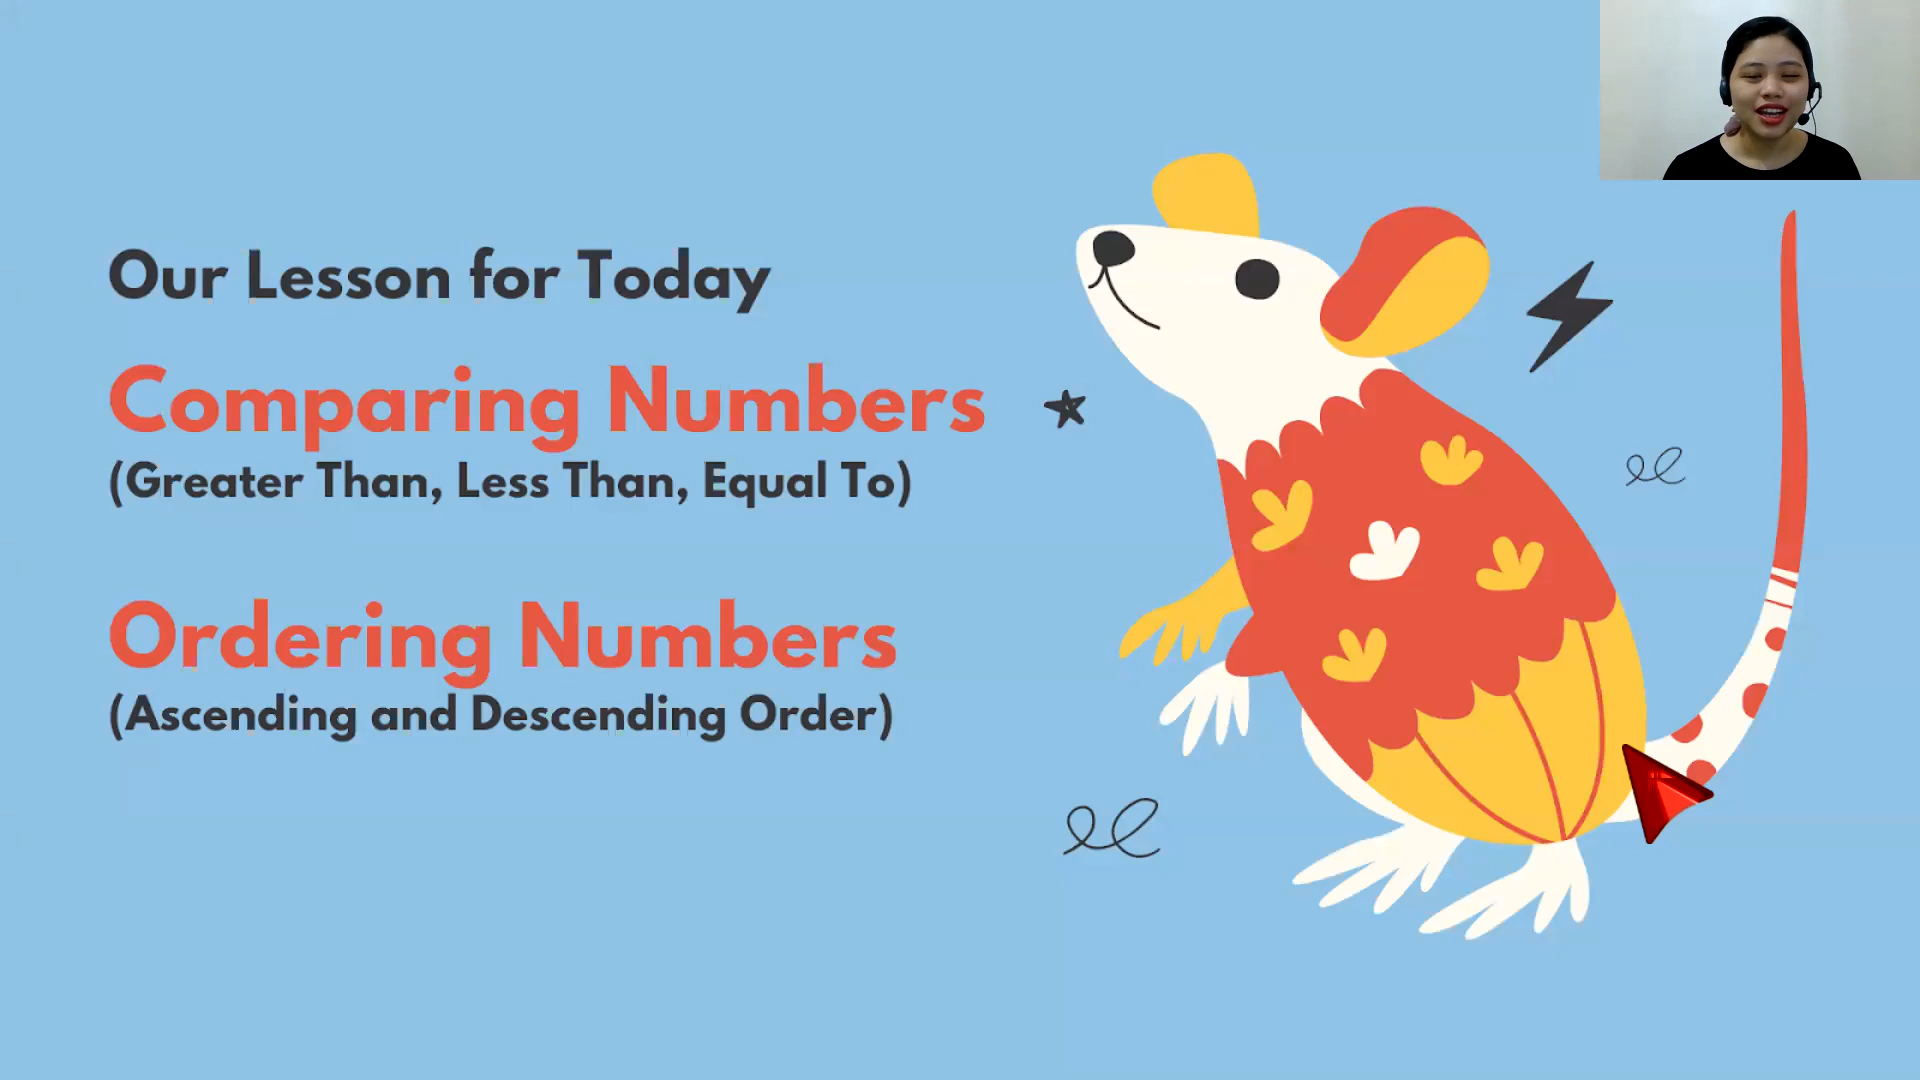 Our Lesson for Today
Comparing Numbers
(Greater Than, Less Than, Equal To)
Ordering Numbers
(Ascending and Descending Order)